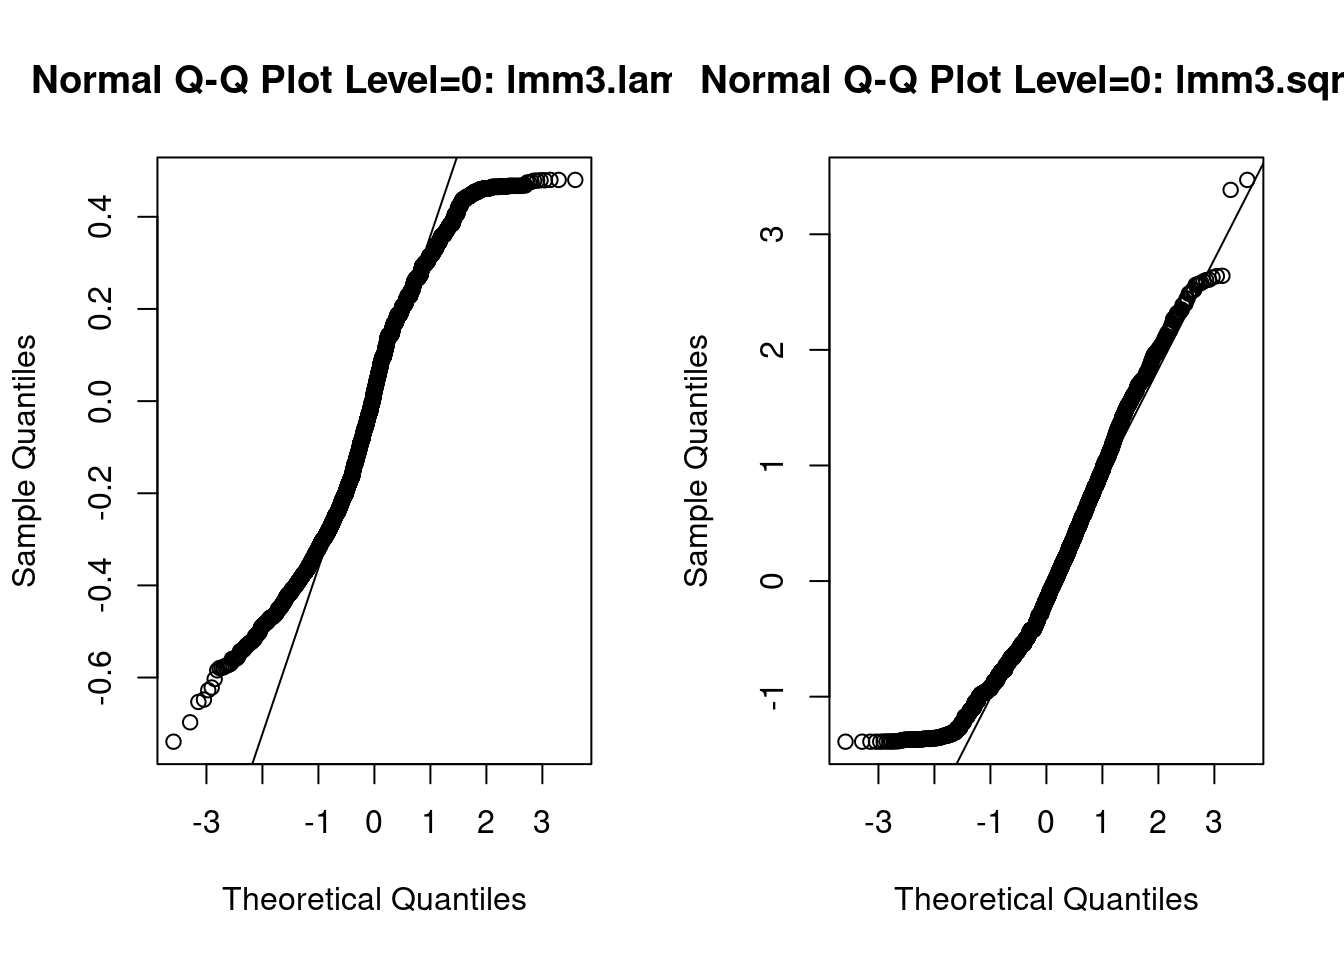 Normal Q-Q Plot Level=0: lmm3.lam
Sample Quantiles
0.4
0.2
0.0
-0.2
-0.4
-0.6
-3 -1 0 1 2 3
Theoretical Quantiles
Normal Q-Q Plot Level=0: lmm3.sqr
Sample Quantiles
3
2
1
0
-1
-3 -1 0 1 2 3
Theoretical Quantiles